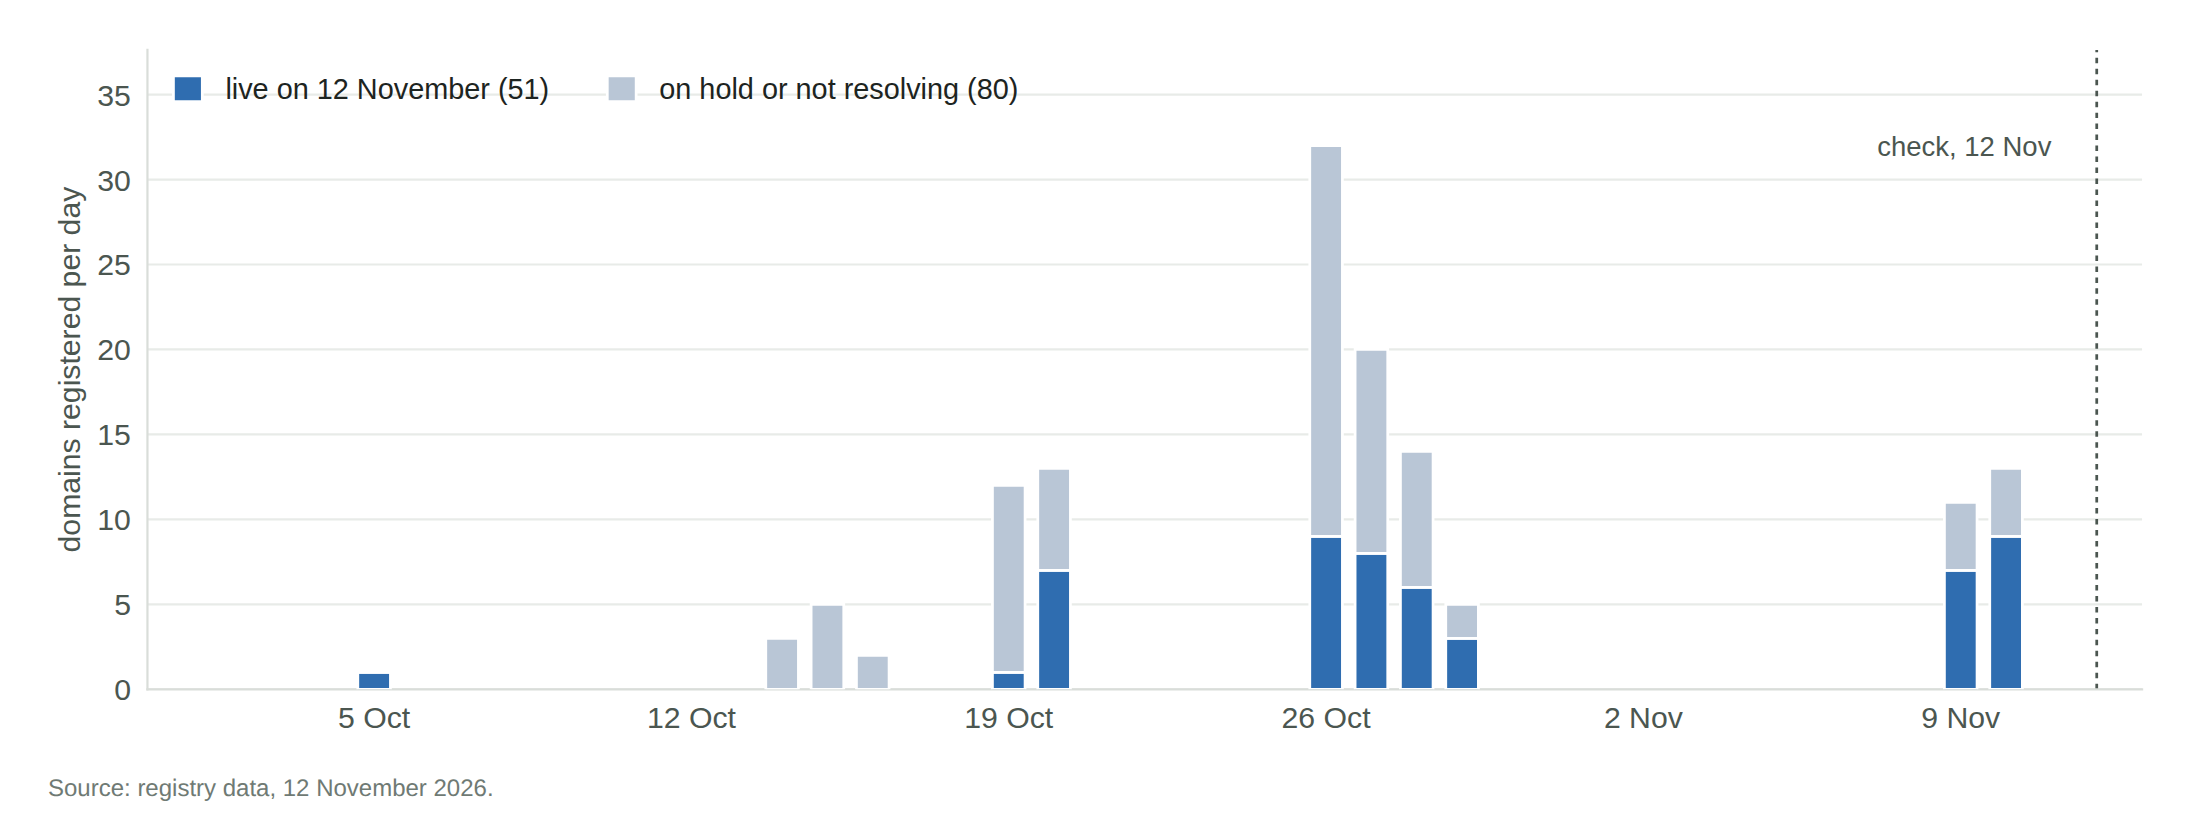 live on 12 November (51)
on hold or not resolving (80)
check, 12 Nov
domains registered per day
35
30
25
20
15
10
5
0
5 Oct
12 Oct
19 Oct
26 Oct
2 Nov
9 Nov
Source: registry data, 12 November 2026.